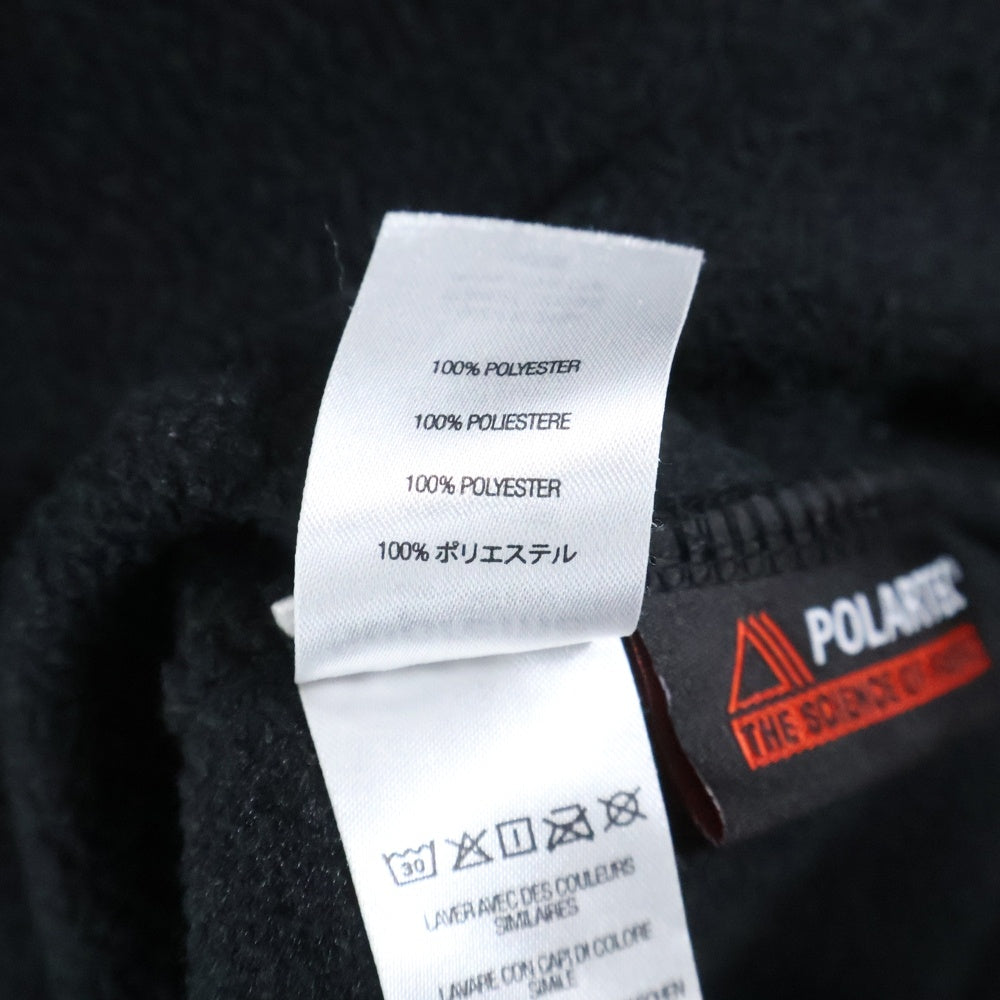 100% POLYESTER
100% POLIESTERE
100% POLYESTER
100% ポリエステル
POLARTEC
THE SCIENCE OF
30
LAVER AVEC DES COULEURS
SIMILAIRES
LAVARE CON CAPI DI COLORE
SIMILE